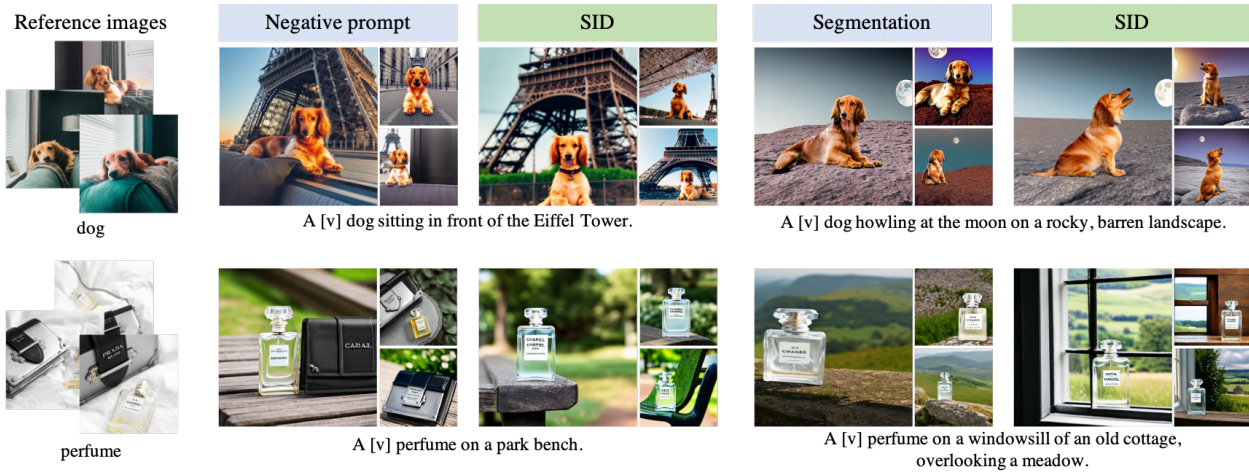 Reference images
Negative prompt
SID
Segmentation
SID
dog
A [v] dog sitting in front of the Eiffel Tower.
A [v] dog howling at the moon on a rocky, barren landscape.
PRADA
perfume
A [v] perfume on a park bench.
A [v] perfume on a windowsill of an old cottage,
overlooking a meadow.